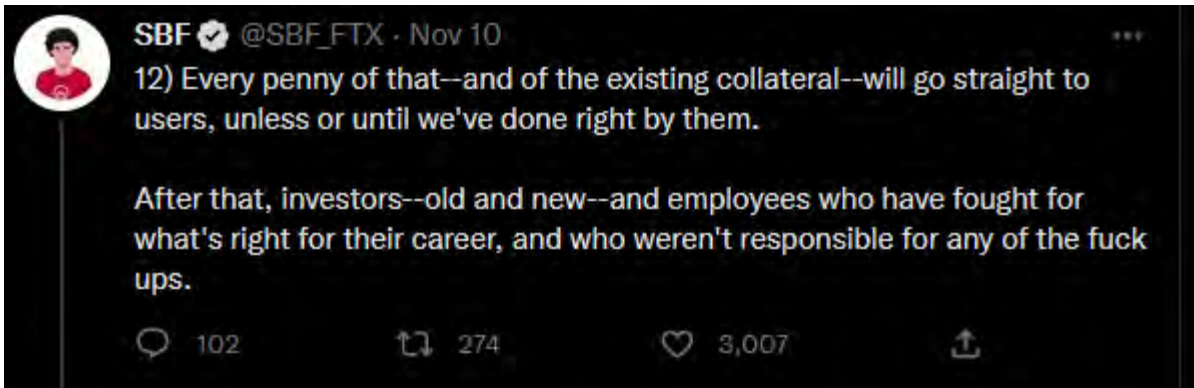 SBF @SBF_FTX · Nov 10
12) Every penny of that--and of the existing collateral--will go straight to
users, unless or until we've done right by them.
After that, investors--old and new--and employees who have fought for
what's right for their career, and who weren't responsible for any of the fuck
ups.
102 274 3,007